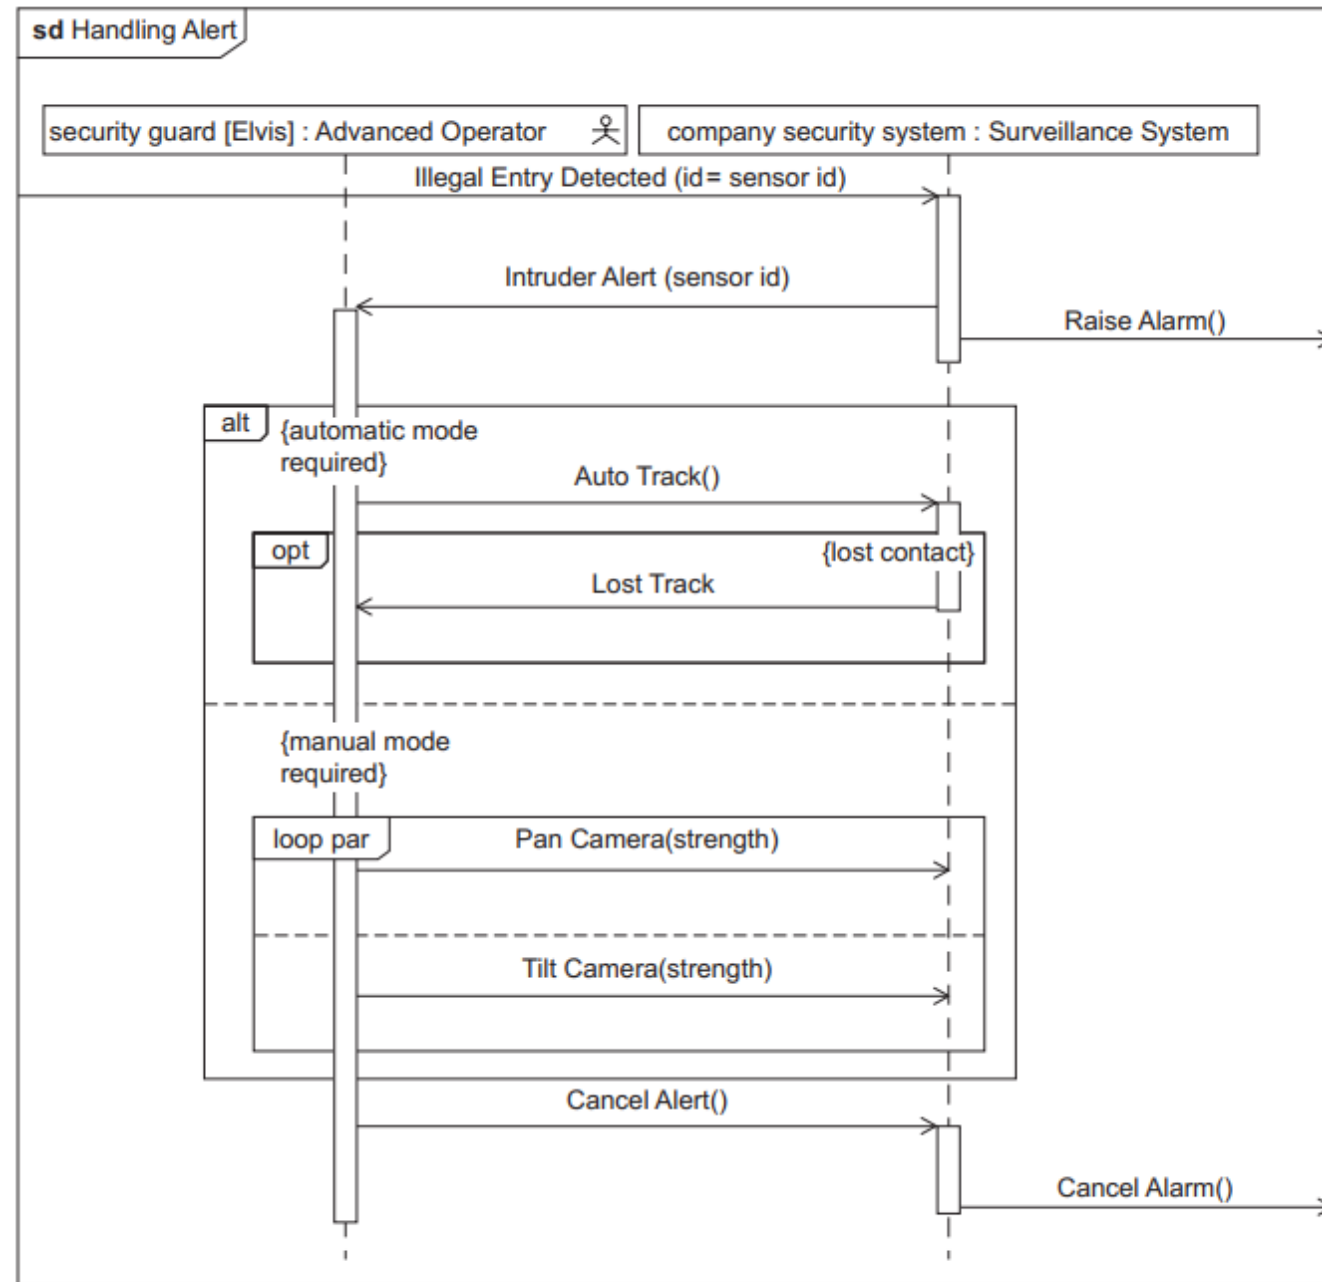 sd Handling Alert
security guard [Elvis] : Advanced Operator
company security system : Surveillance System
Illegal Entry Detected (id= sensor id)
Intruder Alert (sensor id)
Raise Alarm()
alt
{automatic mode
required}
Auto Track()
opt
{lost contact}
Lost Track
{manual mode
required}
loop par
Pan Camera(strength)
Tilt Camera(strength)
Cancel Alert()
Cancel Alarm()